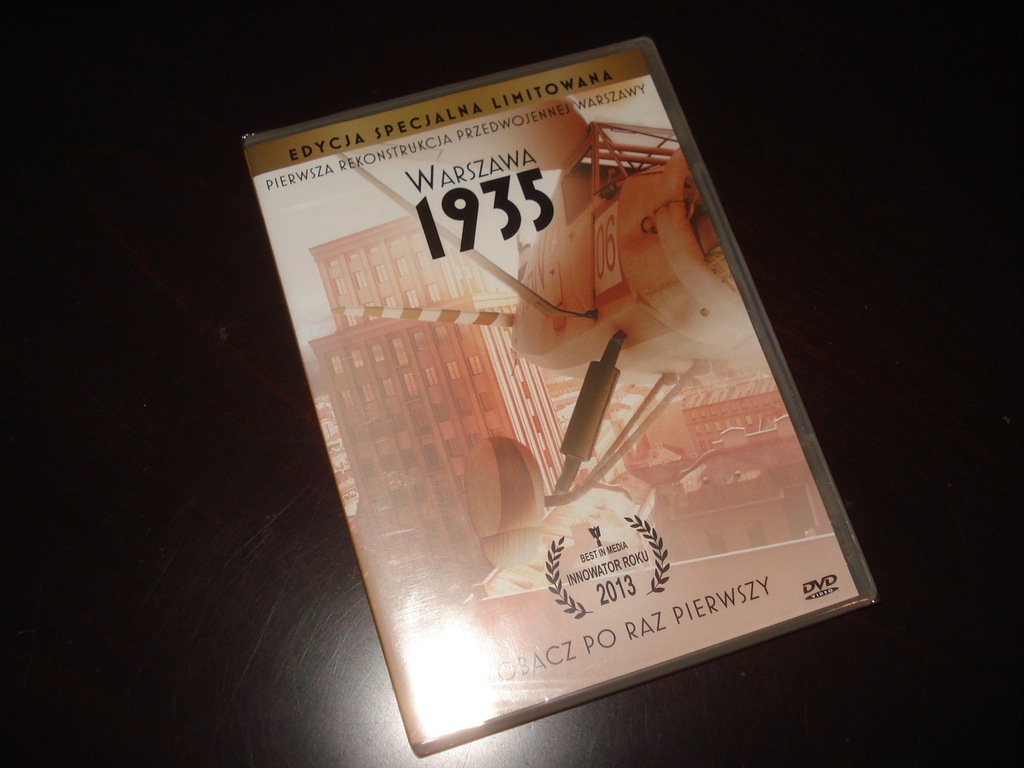 EDYCJA SPECJALNA LIMITOWANA
PIERWSZA REKONSTRUKCJA PRZEDWOJENNEJ WARSZAWY
WARSZAWA
1935
06
BEST IN MEDIA
INNOWATOR ROKU
2013
OBACZ PO RAZ PIERWSZY
DVD
VIDEO